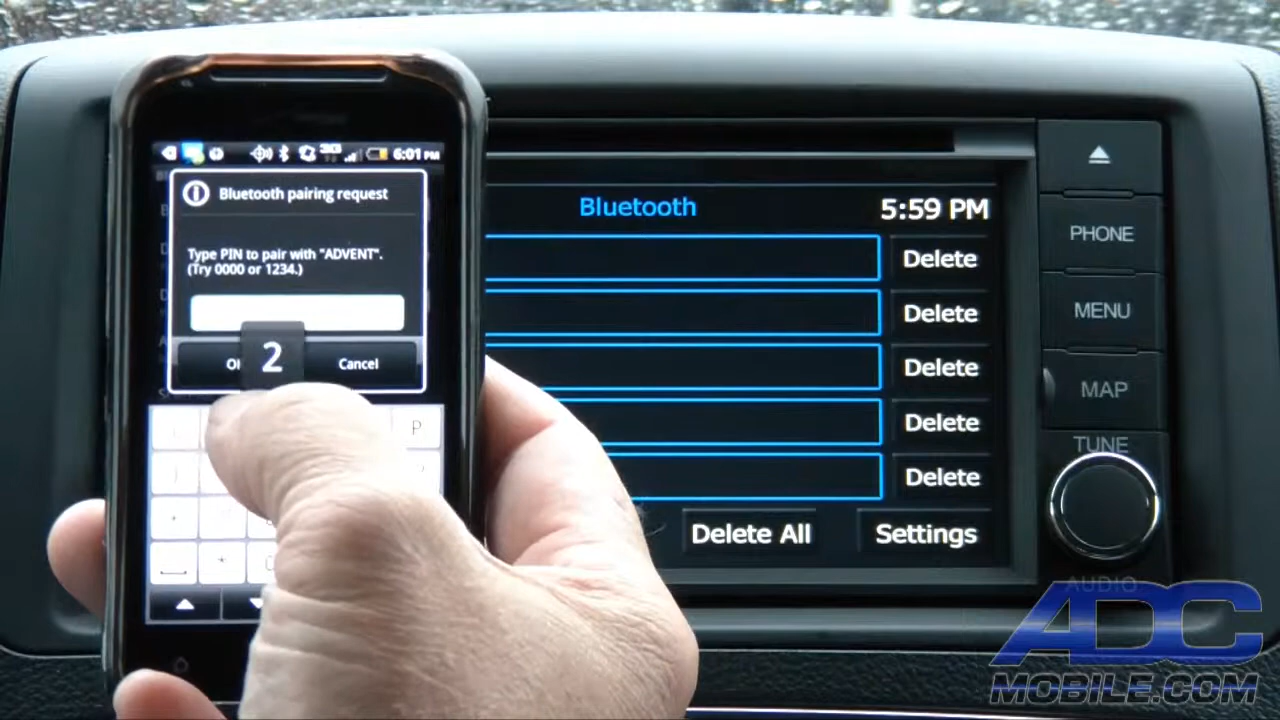 3G 6:01 PM
Bluetooth pairing request
Type PIN to pair with "ADVENT".
(Try 0000 or 1234.)
2
Cancel
P
Bluetooth 5:59 PM
Delete
Delete
Delete
Delete
Delete
Delete All Settings
PHONE
MENU
MAP
TUNE
AUDIO
ADC
MOBILE.COM